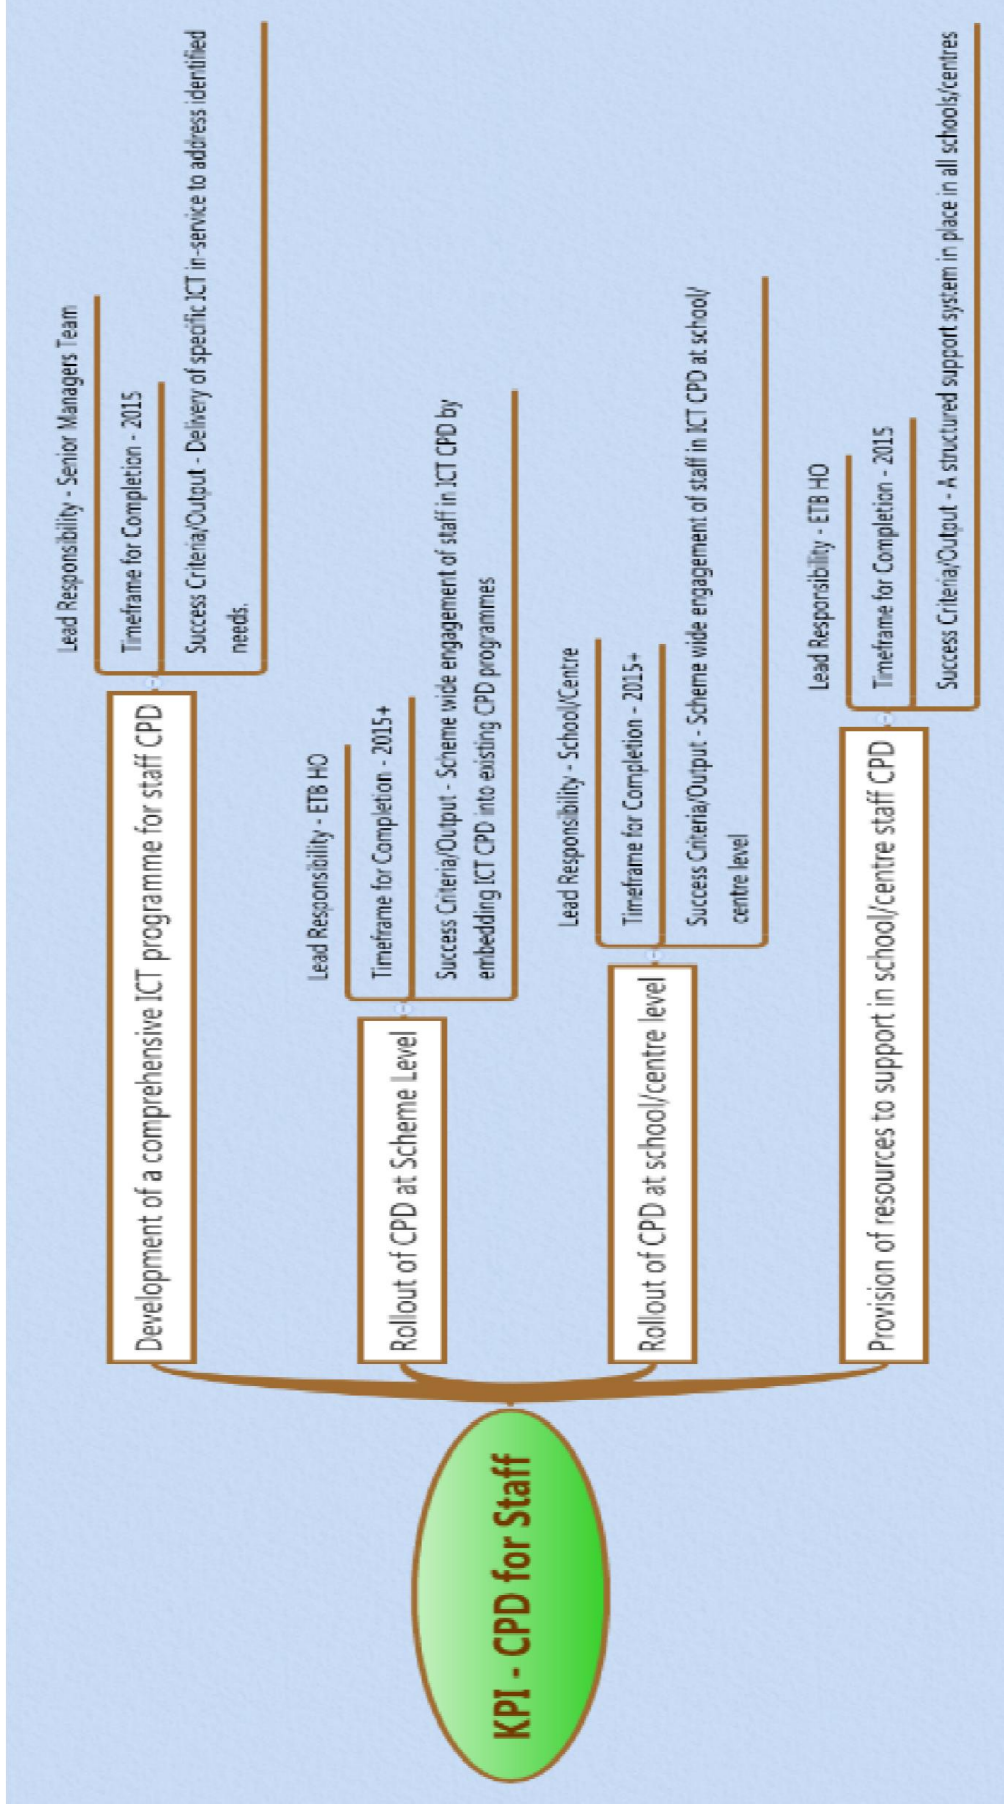 KPI - CPD for Staff
Development of a comprehensive ICT programme for staff CPD
Lead Responsibility - Senior Managers Team
Timeframe for Completion - 2015
Success Criteria/Output - Delivery of specific ICT in-service to address identified
needs.
Rollout of CPD at Scheme Level
Lead Responsibility - ETB HO
Timeframe for Completion - 2015+
Success Criteria/Output - Scheme wide engagement of staff in ICT CPD by
embedding ICT CPD into existing CPD programmes
Rollout of CPD at school/centre level
Lead Responsibility - School/Centre
Timeframe for Completion - 2015+
Success Criteria/Output - Scheme wide engagement of staff in ICT CPD at school/
centre level
Provision of resources to support in school/centre staff CPD
Lead Responsibility - ETB HO
Timeframe for Completion - 2015
Success Criteria/Output - A structured support system in place in all schools/centres